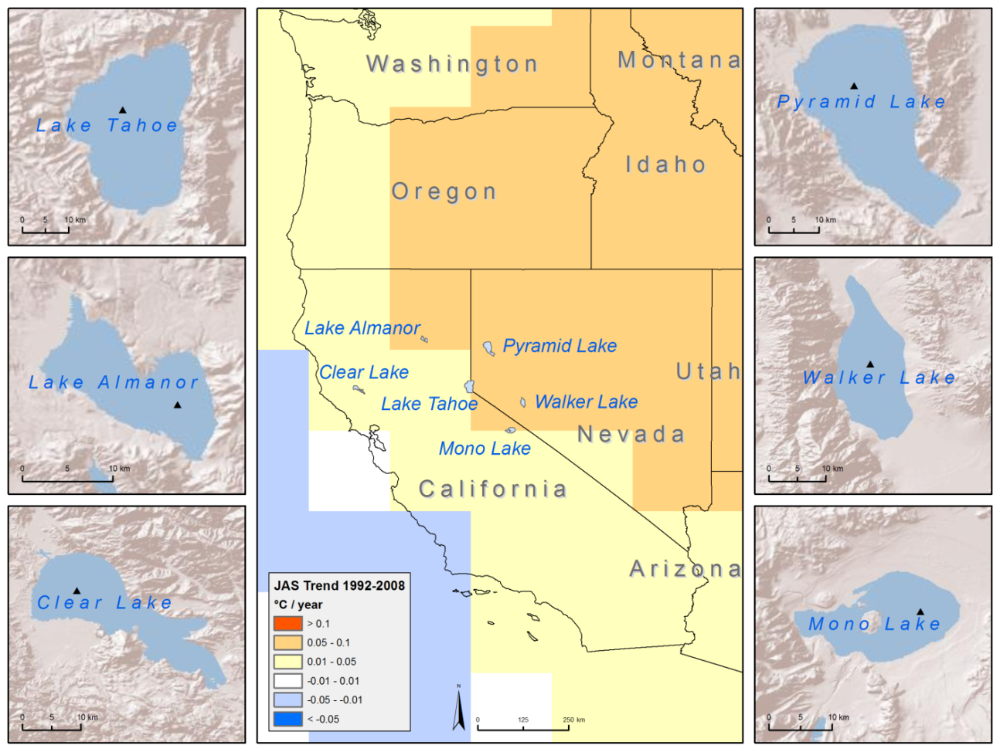 Lake Tahoe
0 5 10 km
Lake Almanor
0 5 10 km
Clear Lake
0 5 10 km
Washington
Montana
Oregon
Idaho
Lake Almanor
Pyramid Lake
Clear Lake
Utah
Lake Tahoe
Walker Lake
Mono Lake
Nevada
California
Arizona
JAS Trend 1992-2008
°C / year
> 0.1
0.05 - 0.1
0.01 - 0.05
-0.01 - 0.01
-0.05 - -0.01
< -0.05
N
0 125 250 km
Pyramid Lake
0 5 10 km
Walker Lake
0 5 10 km
Mono Lake
0 5 10 km